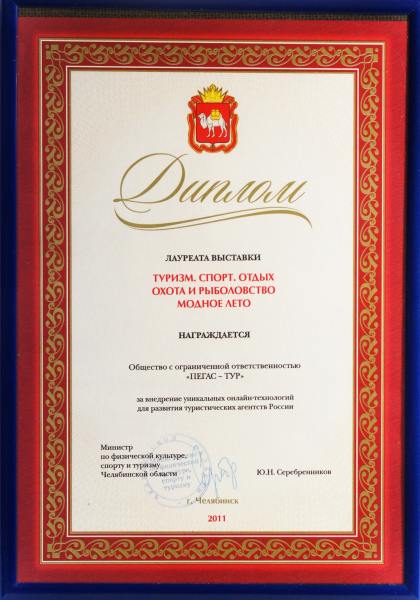 Диплом
ЛАУРЕАТА ВЫСТАВКИ
ТУРИЗМ. СПОРТ. ОТДЫХ
ОХОТА И РЫБОЛОВСТВО
МОДНОЕ ЛЕТО
НАГРАЖДАЕТСЯ
Общество с ограниченной ответственностью
«ПЕГАС – ТУР»
за внедрение уникальных онлайн-технологий
для развития туристических агентств России
Министр
по физической культуре,
спорту и туризму
Челябинской области
Ю.Н. Серебренников
г. Челябинск
2011